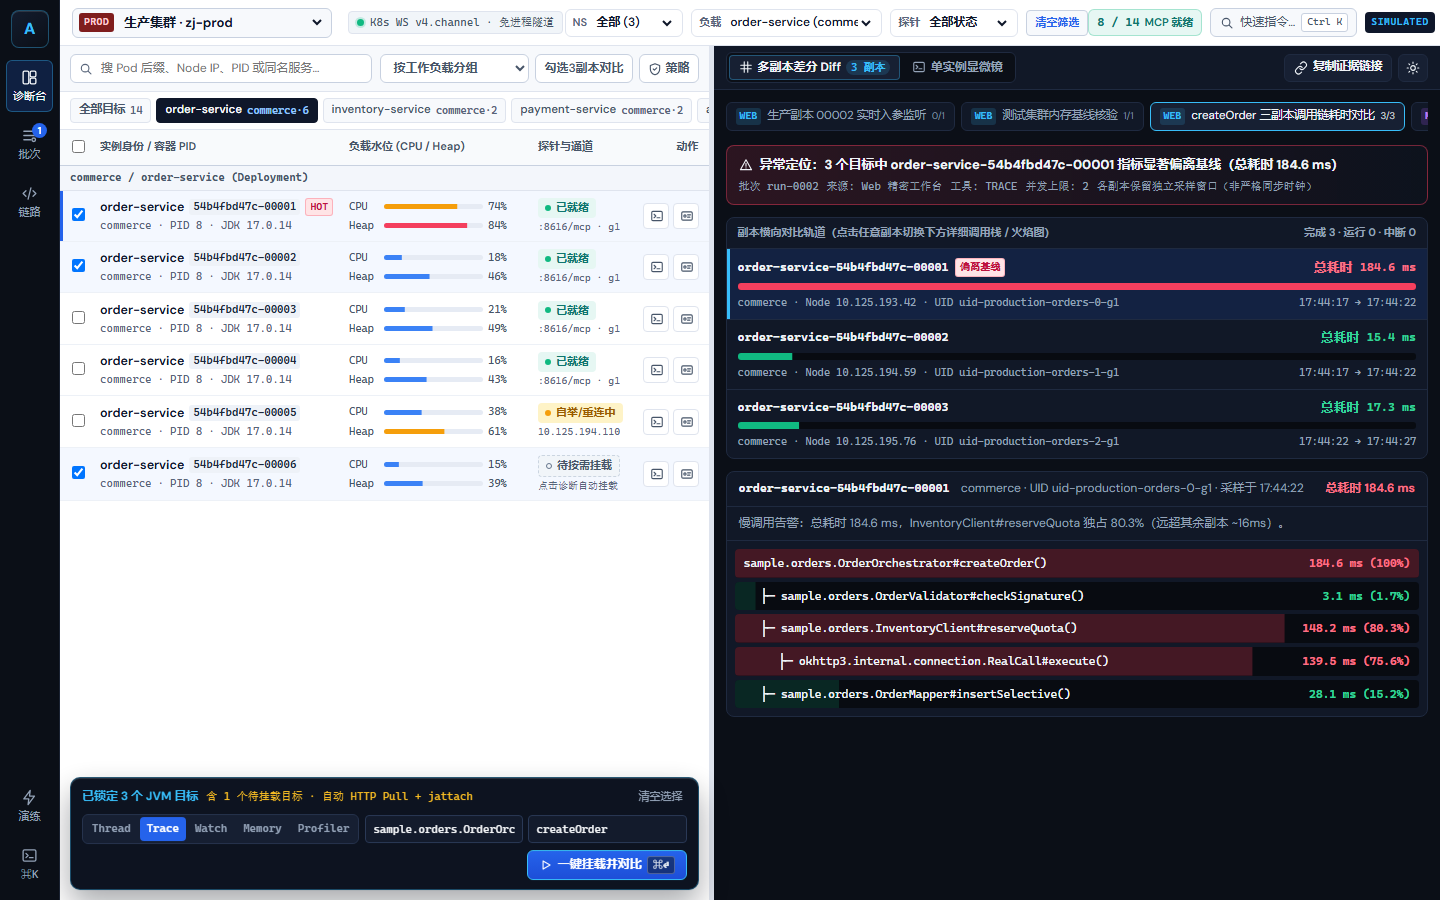 A
PROD 生产集群 · zj-prod
K8s WS v4.channel · 免进程隧道
NS 全部 (3)
负载 order-service (comme
探针 全部状态
清空筛选
8 / 14 MCP 就绪
快速指令… Ctrl K
SIMULATED
诊断台
1
批次
链路
演练
⌘K
搜 Pod 后缀、Node IP、PID 或同名服务…
按工作负载分组
勾选3副本对比
策略
全部目标 14
order-service commerce·6
inventory-service commerce·2
payment-service commerce·2
实例身份 / 容器 PID
负载水位 (CPU / Heap)
探针与通道
动作
commerce / order-service (Deployment)
order-service 54b4fbd47c-00001 HOT CPU 74% 已就绪
commerce · PID 8 · JDK 17.0.14 Heap 84% :8616/mcp · g1
order-service 54b4fbd47c-00002 CPU 18% 已就绪
commerce · PID 8 · JDK 17.0.14 Heap 46% :8616/mcp · g1
order-service 54b4fbd47c-00003 CPU 21% 已就绪
commerce · PID 8 · JDK 17.0.14 Heap 49% :8616/mcp · g1
order-service 54b4fbd47c-00004 CPU 16% 已就绪
commerce · PID 8 · JDK 17.0.14 Heap 43% :8616/mcp · g1
order-service 54b4fbd47c-00005 CPU 38% 自举/重连中
commerce · PID 8 · JDK 17.0.14 Heap 61% 10.125.194.110
order-service 54b4fbd47c-00006 CPU 15% 待按需挂载
commerce · PID 8 · JDK 17.0.14 Heap 39% 点击诊断自动挂载
已锁定 3 个 JVM 目标 含 1 个待挂载目标 · 自动 HTTP Pull + jattach 清空选择
Thread Trace Watch Memory Profiler sample.orders.OrderOrc createOrder
一键挂载并对比 ⌘⏎
多副本差分 Diff 3 副本
单实例显微镜
复制证据链接
WEB 生产副本 00002 实时入参监听 0/1
WEB 测试集群内存基线核验 1/1
WEB createOrder 三副本调用链耗时对比 3/3
异常定位：3 个目标中 order-service-54b4fbd47c-00001 指标显著偏离基线（总耗时 184.6 ms）
批次 run-0002 来源: Web 精密工作台 工具: TRACE 并发上限: 2 各副本保留独立采样窗口（非严格同步时钟）
副本横向对比轨道（点击任意副本切换下方详细调用栈 / 火焰图） 完成 3 · 运行 0 · 中断 0
order-service-54b4fbd47c-00001 偏离基线 总耗时 184.6 ms
commerce · Node 10.125.193.42 · UID uid-production-orders-0-g1 17:44:17 → 17:44:22
order-service-54b4fbd47c-00002 总耗时 15.4 ms
commerce · Node 10.125.194.59 · UID uid-production-orders-1-g1 17:44:17 → 17:44:22
order-service-54b4fbd47c-00003 总耗时 17.3 ms
commerce · Node 10.125.195.76 · UID uid-production-orders-2-g1 17:44:22 → 17:44:27
order-service-54b4fbd47c-00001 commerce · UID uid-production-orders-0-g1 · 采样于 17:44:22 总耗时 184.6 ms
慢调用告警：总耗时 184.6 ms，InventoryClient#reserveQuota 独占 80.3%（远超其余副本 ~16ms）。
sample.orders.OrderOrchestrator#createOrder() 184.6 ms (100%)
├─ sample.orders.OrderValidator#checkSignature() 3.1 ms (1.7%)
├─ sample.orders.InventoryClient#reserveQuota() 148.2 ms (80.3%)
├─ okhttp3.internal.connection.RealCall#execute() 139.5 ms (75.6%)
├─ sample.orders.OrderMapper#insertSelective() 28.1 ms (15.2%)